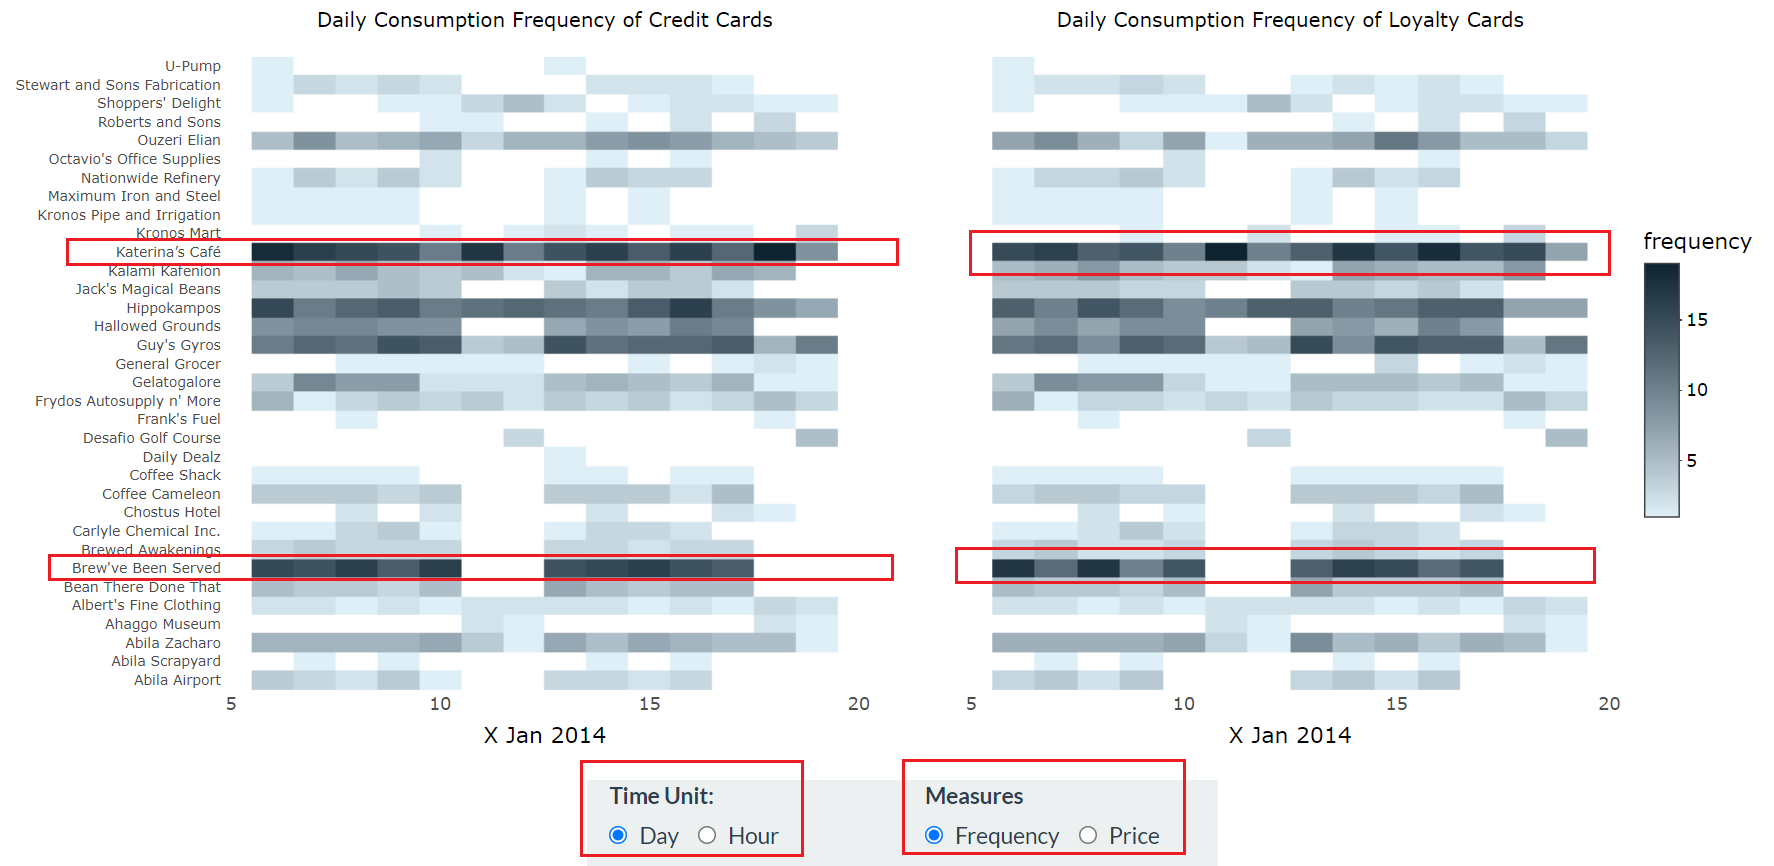 Daily Consumption Frequency of Credit Cards
Daily Consumption Frequency of Loyalty Cards
U-Pump
Stewart and Sons Fabrication
Shoppers' Delight
Roberts and Sons
Ouzeri Elian
Octavio's Office Supplies
Nationwide Refinery
Maximum Iron and Steel
Kronos Pipe and Irrigation
Kronos Mart
Katerina’s Café
Kalami Kafenion
Jack's Magical Beans
Hippokampos
Hallowed Grounds
Guy's Gyros
General Grocer
Gelatogalore
Frydos Autosupply n' More
Frank's Fuel
Desafio Golf Course
Daily Dealz
Coffee Shack
Coffee Cameleon
Chostus Hotel
Carlyle Chemical Inc.
Brewed Awakenings
Brew've Been Served
Bean There Done That
Albert's Fine Clothing
Ahaggo Museum
Abila Zacharo
Abila Scrapyard
Abila Airport
5 10 15 20
X Jan 2014
5 10 15 20
X Jan 2014
frequency
15
10
5
Time Unit:
Day Hour
Measures
Frequency Price